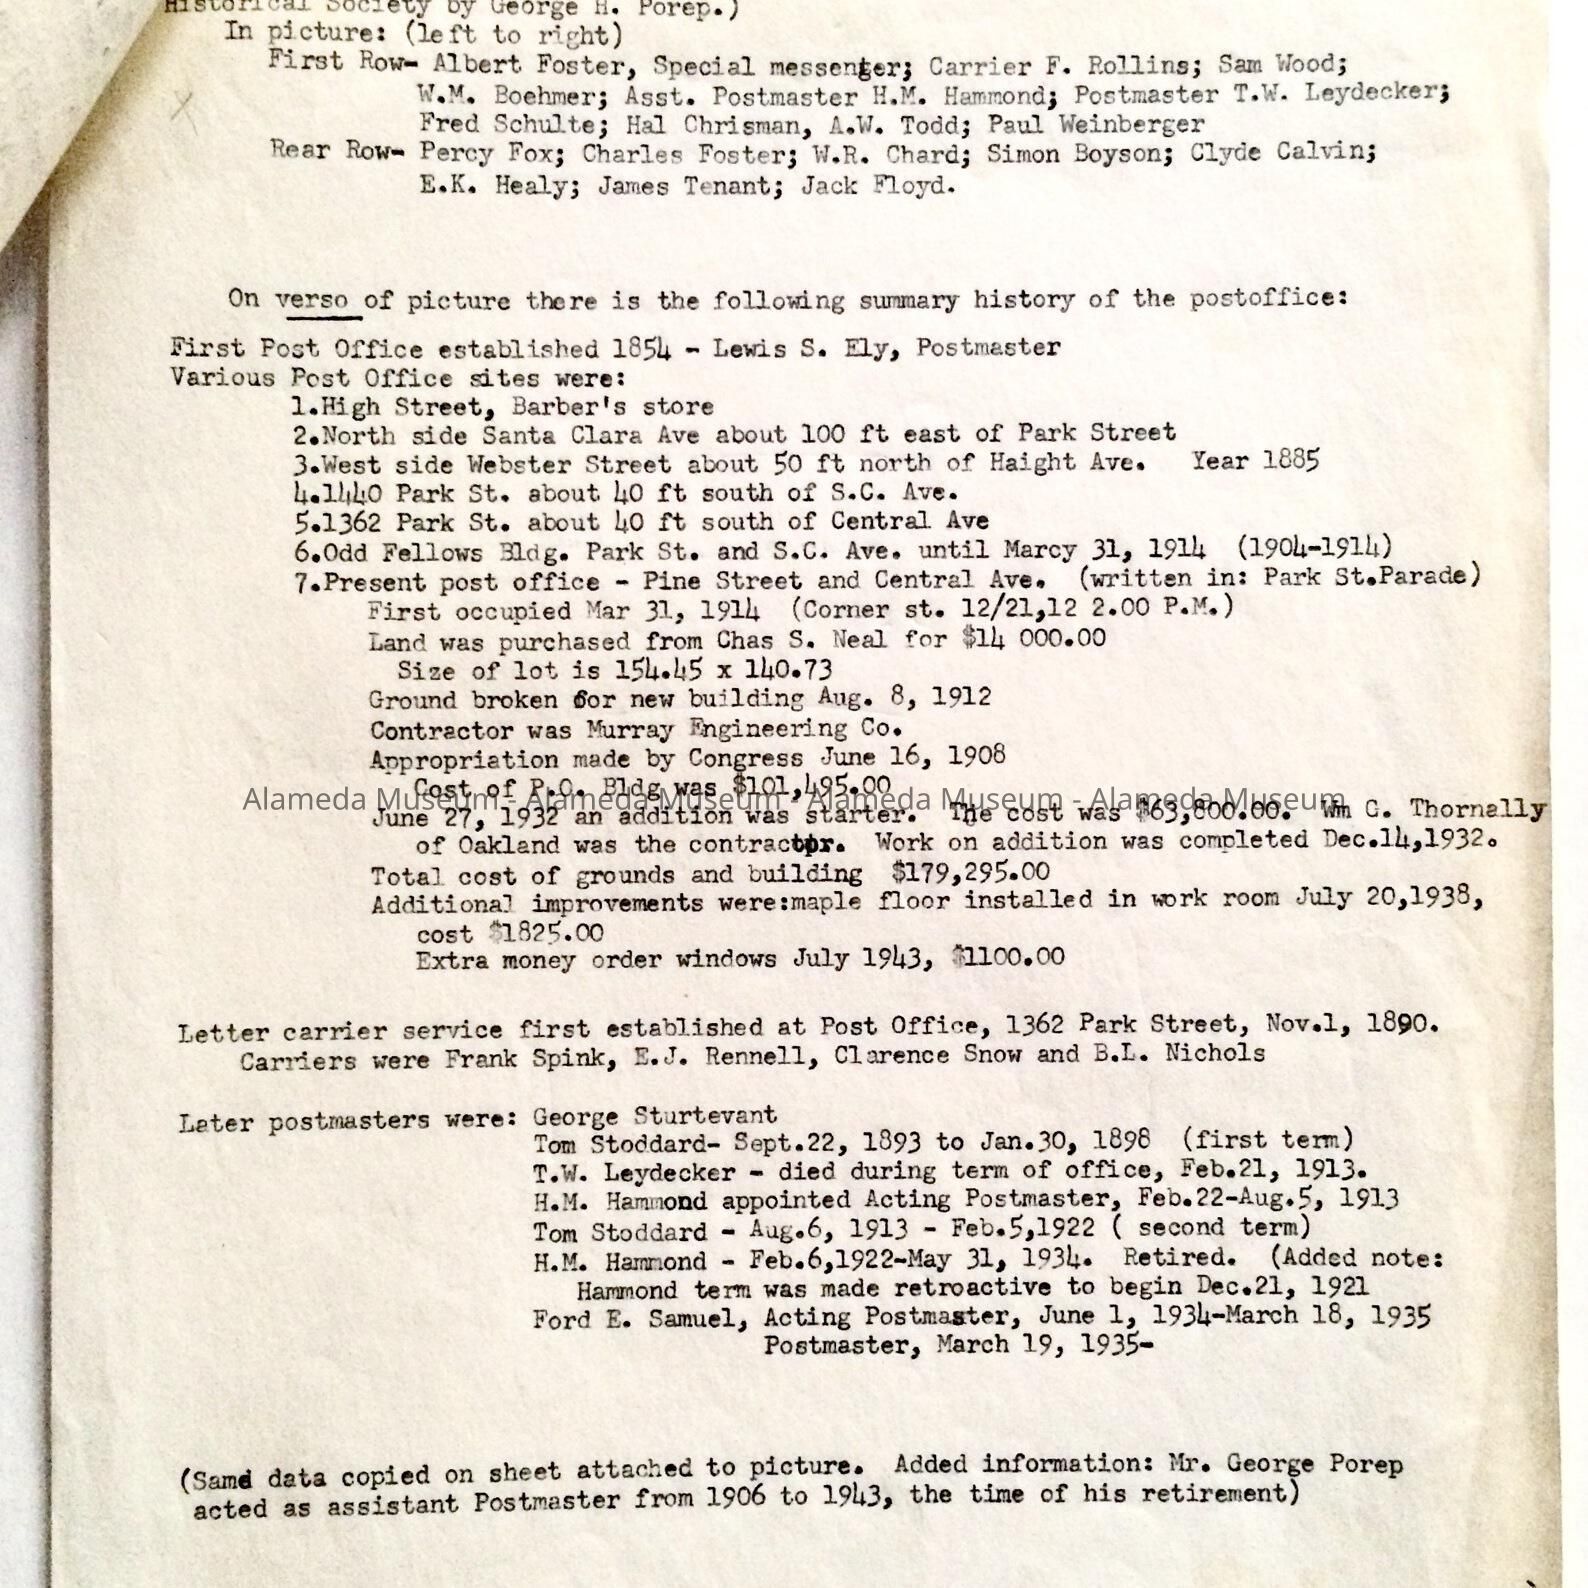 Historical Society by George H. Porep.)
In picture: (left to right)
First Row- Albert Foster, Special messenger; Carrier F. Rollins; Sam Wood;
W.M. Boehmer; Asst. Postmaster H.M. Hammond; Postmaster T.W. Leydecker;
Fred Schulte; Hal Chrisman, A.W. Todd; Paul Weinberger
Rear Row- Percy Fox; Charles Foster; W.R. Chard; Simon Boyson; Clyde Calvin;
E.K. Healy; James Tenant; Jack Floyd.
On verso of picture there is the following summary history of the postoffice:
First Post Office established 1854 - Lewis S. Ely, Postmaster
Various Post Office sites were:
1.High Street, Barber's store
2.North side Santa Clara Ave about 100 ft east of Park Street
3.West side Webster Street about 50 ft north of Haight Ave. Year 1885
4.1440 Park St. about 40 ft south of S.C. Ave.
5.1362 Park St. about 40 ft south of Central Ave
6.Odd Fellows Bldg. Park St. and S.C. Ave. until Marcy 31, 1914 (1904-1914)
7.Present post office - Pine Street and Central Ave. (written in: Park St.Parade)
First occupied Mar 31, 1914 (Corner st. 12/21,12 2.00 P.M.)
Land was purchased from Chas S. Neal for $14 000.00
Size of lot is 154.45 x 140.73
Ground broken for new building Aug. 8, 1912
Contractor was Murray Engineering Co.
Appropriation made by Congress June 16, 1908
Cost of P.O. Bldg was $101,495.00
Alameda Museum - Alameda Museum - Alameda Museum - Alameda Museum
June 27, 1932 an addition was starter. The cost was $63,800.00. Wm G. Thornally
of Oakland was the contractor. Work on addition was completed Dec.14,1932.
Total cost of grounds and building $179,295.00
Additional improvements were:maple floor installed in work room July 20,1938,
cost $1825.00
Extra money order windows July 1943, $1100.00
Letter carrier service first established at Post Office, 1362 Park Street, Nov.1, 1890.
Carriers were Frank Spink, E.J. Rennell, Clarence Snow and B.L. Nichols
Later postmasters were: George Sturtevant
Tom Stoddard- Sept.22, 1893 to Jan.30, 1898 (first term)
T.W. Leydecker - died during term of office, Feb.21, 1913.
H.M. Hammond appointed Acting Postmaster, Feb.22-Aug.5, 1913
Tom Stoddard - Aug.6, 1913 - Feb.5,1922 ( second term)
H.M. Hammond - Feb.6,1922-May 31, 1934. Retired. (Added note:
Hammond term was made retroactive to begin Dec.21, 1921
Ford E. Samuel, Acting Postmaster, June 1, 1934-March 18, 1935
Postmaster, March 19, 1935-
(Same data copied on sheet attached to picture. Added information: Mr. George Porep
acted as assistant Postmaster from 1906 to 1943, the time of his retirement)